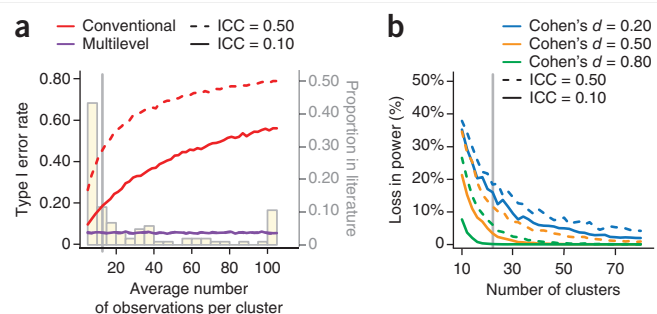 a
Conventional
Multilevel
ICC = 0.50
ICC = 0.10
Type I error rate
0.80
0.60
0.40
0.20
0
0.50
0.40
0.30
0.20
0.10
0
Proportion in literature
20
40
60
80
100
Average number
of observations per cluster
b
Cohen's d = 0.20
Cohen's d = 0.50
Cohen's d = 0.80
ICC = 0.50
ICC = 0.10
Loss in power (%)
50%
40%
30%
20%
10%
0
10
30
50
70
Number of clusters